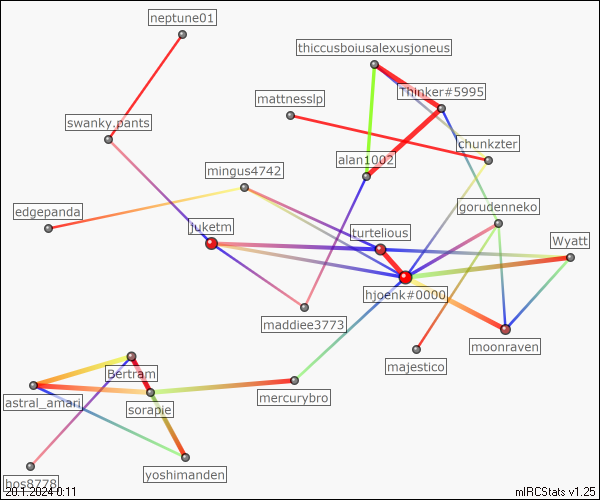 neptune01
thiccusboiusalexusjoneus
Thinker#5995
mattnesslp
swanky.pants
chunkzter
alan1002
mingus4742
edgepanda
gorudenneko
juketm
turtelious
Wyatt
hjoenk#0000
maddiee3773
moonraven
majestico
Bertram
astral_amari
sorapie
mercurybro
yoshimanden
bos8778
20.1.2024 0:11
mIRCStats v1.25